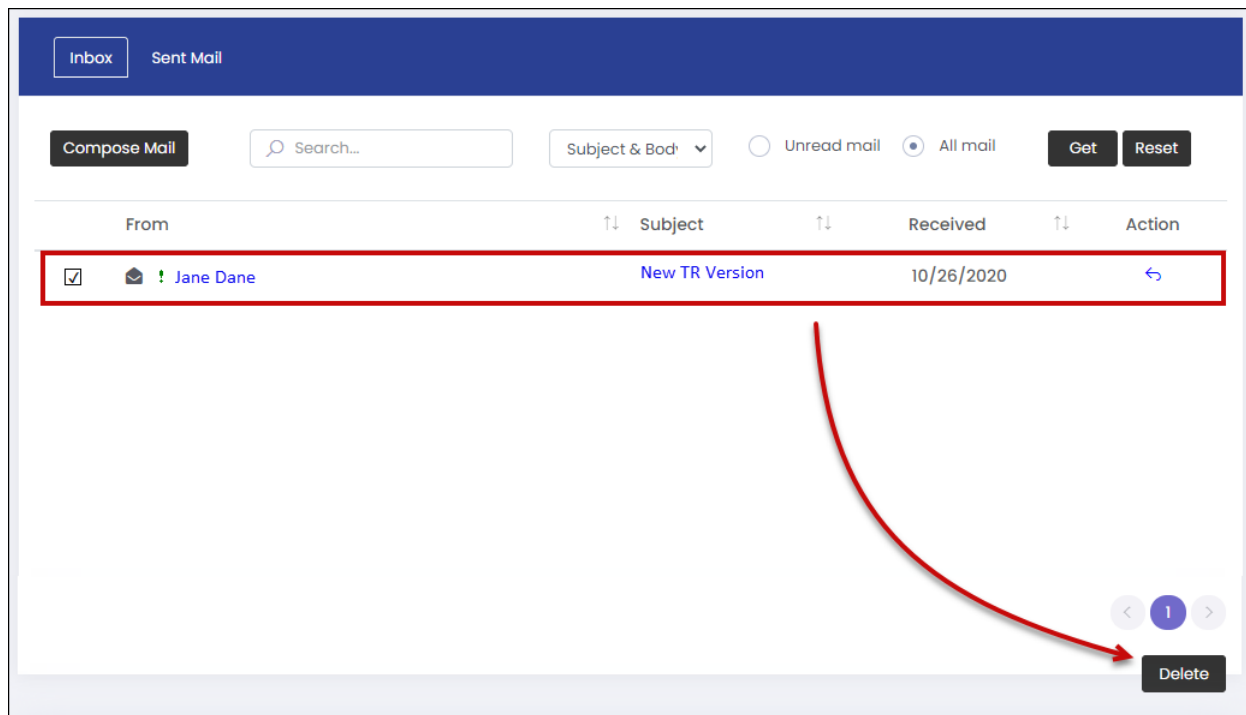 Inbox Sent Mail
Compose Mail Search... Subject & Bod Unread mail All mail Get Reset
From Subject Received Action
! Jane Dane New TR Version 10/26/2020
< 1 >
Delete